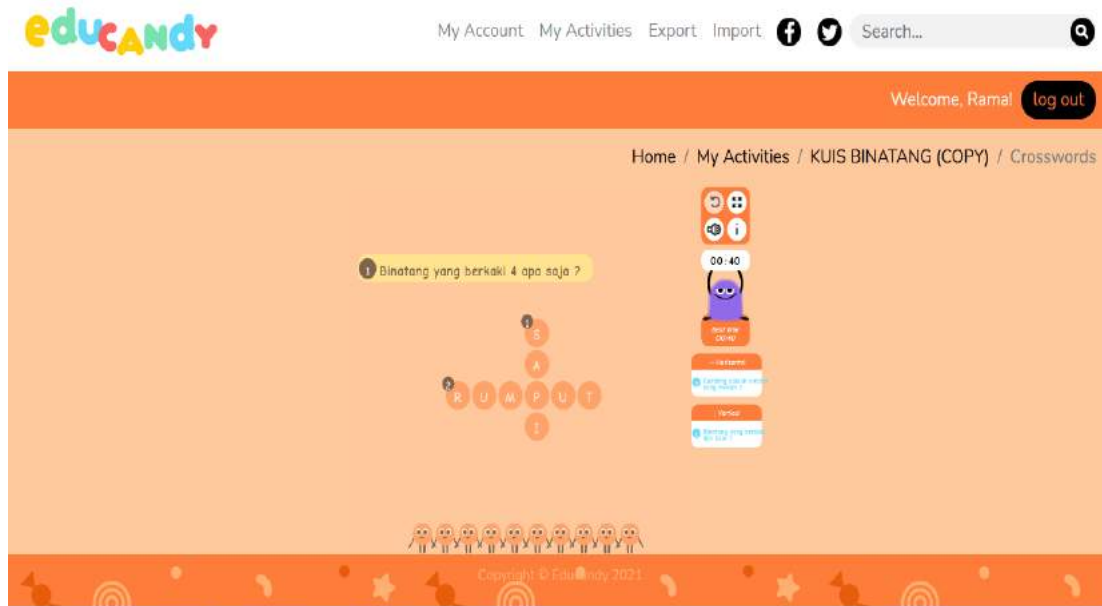 eduCANdY
My Account My Activities Export Import Search...
Welcome, Rama! log out
Home / My Activities / KUIS BINATANG (COPY) / Crosswords
00:40
1 Binatang yang berkaki 4 apa saja ?
1
S
A
2
R U M P U T
I
Copyright © Educandy 2021